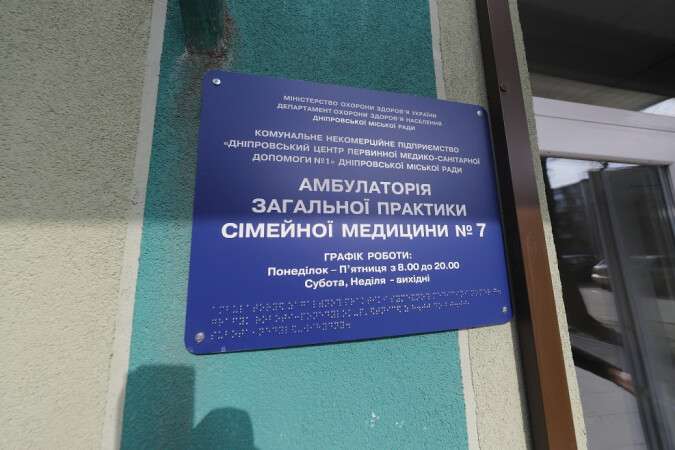 МІНІСТЕРСТВО ОХОРОНИ ЗДОРОВ'Я УКРАЇНИ
ДЕПАРТАМЕНТ ОХОРОНИ ЗДОРОВ'Я НАСЕЛЕННЯ
ДНІПРОВСЬКОЇ МІСЬКОЇ РАДИ
КОМУНАЛЬНЕ НЕКОМЕРЦІЙНЕ ПІДПРИЄМСТВО
«ДНІПРОВСЬКИЙ ЦЕНТР ПЕРВИННОЇ МЕДИКО-САНІТАРНОЇ
ДОПОМОГИ №1» ДНІПРОВСЬКОЇ МІСЬКОЇ РАДИ
АМБУЛАТОРІЯ
ЗАГАЛЬНОЇ ПРАКТИКИ
СІМЕЙНОЇ МЕДИЦИНИ № 7
ГРАФІК РОБОТИ:
Понеділок – П'ятниця з 8.00 до 20.00
Субота, Неділя - вихідні